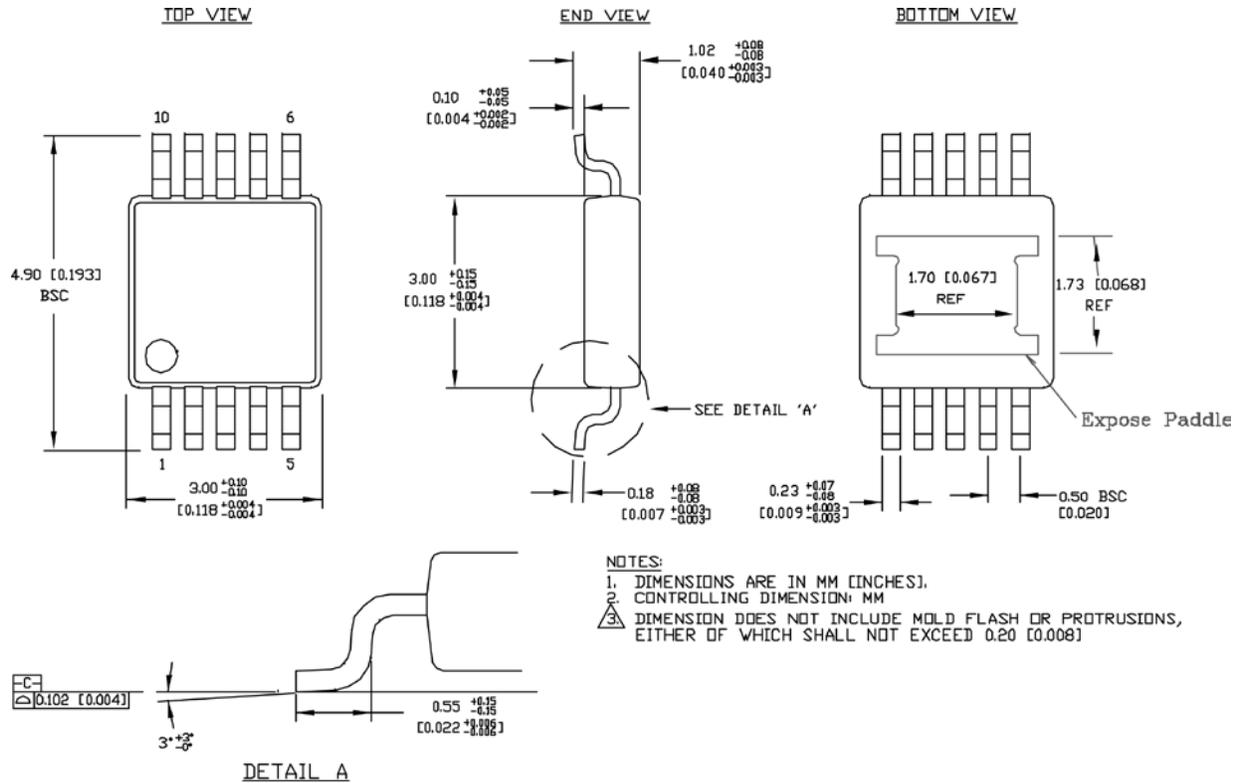 TOP VIEW
END VIEW
BOTTOM VIEW
1.02 +0.08 -0.08
[0.040 +0.003 -0.003]
0.10 +0.05 -0.05
[0.004 +0.002 -0.002]
10
6
4.90 [0.193]
BSC
3.00 +0.15 -0.15
[0.118 +0.004 -0.004]
1.70 [0.067]
REF
1.73 [0.068]
REF
SEE DETAIL 'A'
Expose Paddle
1
5
3.00 +0.10 -0.10
[0.118 +0.004 -0.004]
0.18 +0.08 -0.08
[0.007 +0.003 -0.003]
0.23 +0.07 -0.08
[0.009 +0.003 -0.003]
0.50 BSC
[0.020]
NOTES:
1. DIMENSIONS ARE IN MM [INCHES].
2. CONTROLLING DIMENSION: MM
3. DIMENSION DOES NOT INCLUDE MOLD FLASH OR PROTRUSIONS,
EITHER OF WHICH SHALL NOT EXCEED 0.20 [0.008]
-C-
0.102 [0.004]
3° +3° -0°
0.55 +0.15 -0.15
[0.022 +0.006 -0.006]
DETAIL A